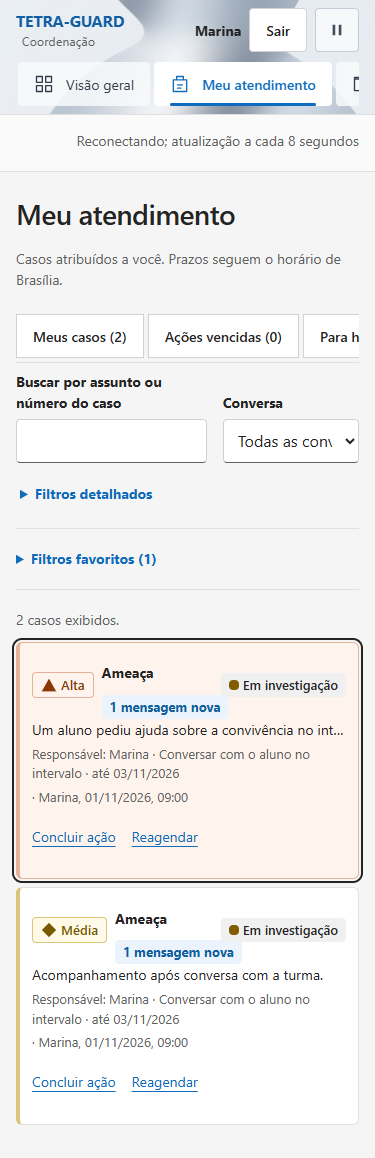 TETRA-GUARD
Coordenação
Marina
Sair
Visão geral
Meu atendimento
Reconectando; atualização a cada 8 segundos
Meu atendimento
Casos atribuídos a você. Prazos seguem o horário de
Brasília.
Meus casos (2)
Ações vencidas (0)
Para h
Buscar por assunto ou
número do caso
Conversa
Todas as conv
Filtros detalhados
Filtros favoritos (1)
2 casos exibidos.
Alta
Ameaça
1 mensagem nova
Em investigação
Um aluno pediu ajuda sobre a convivência no int...
Responsável: Marina · Conversar com o aluno no
intervalo · até 03/11/2026
· Marina, 01/11/2026, 09:00
Concluir ação Reagendar
Média
Ameaça
1 mensagem nova
Em investigação
Acompanhamento após conversa com a turma.
Responsável: Marina · Conversar com o aluno no
intervalo · até 03/11/2026
· Marina, 01/11/2026, 09:00
Concluir ação Reagendar